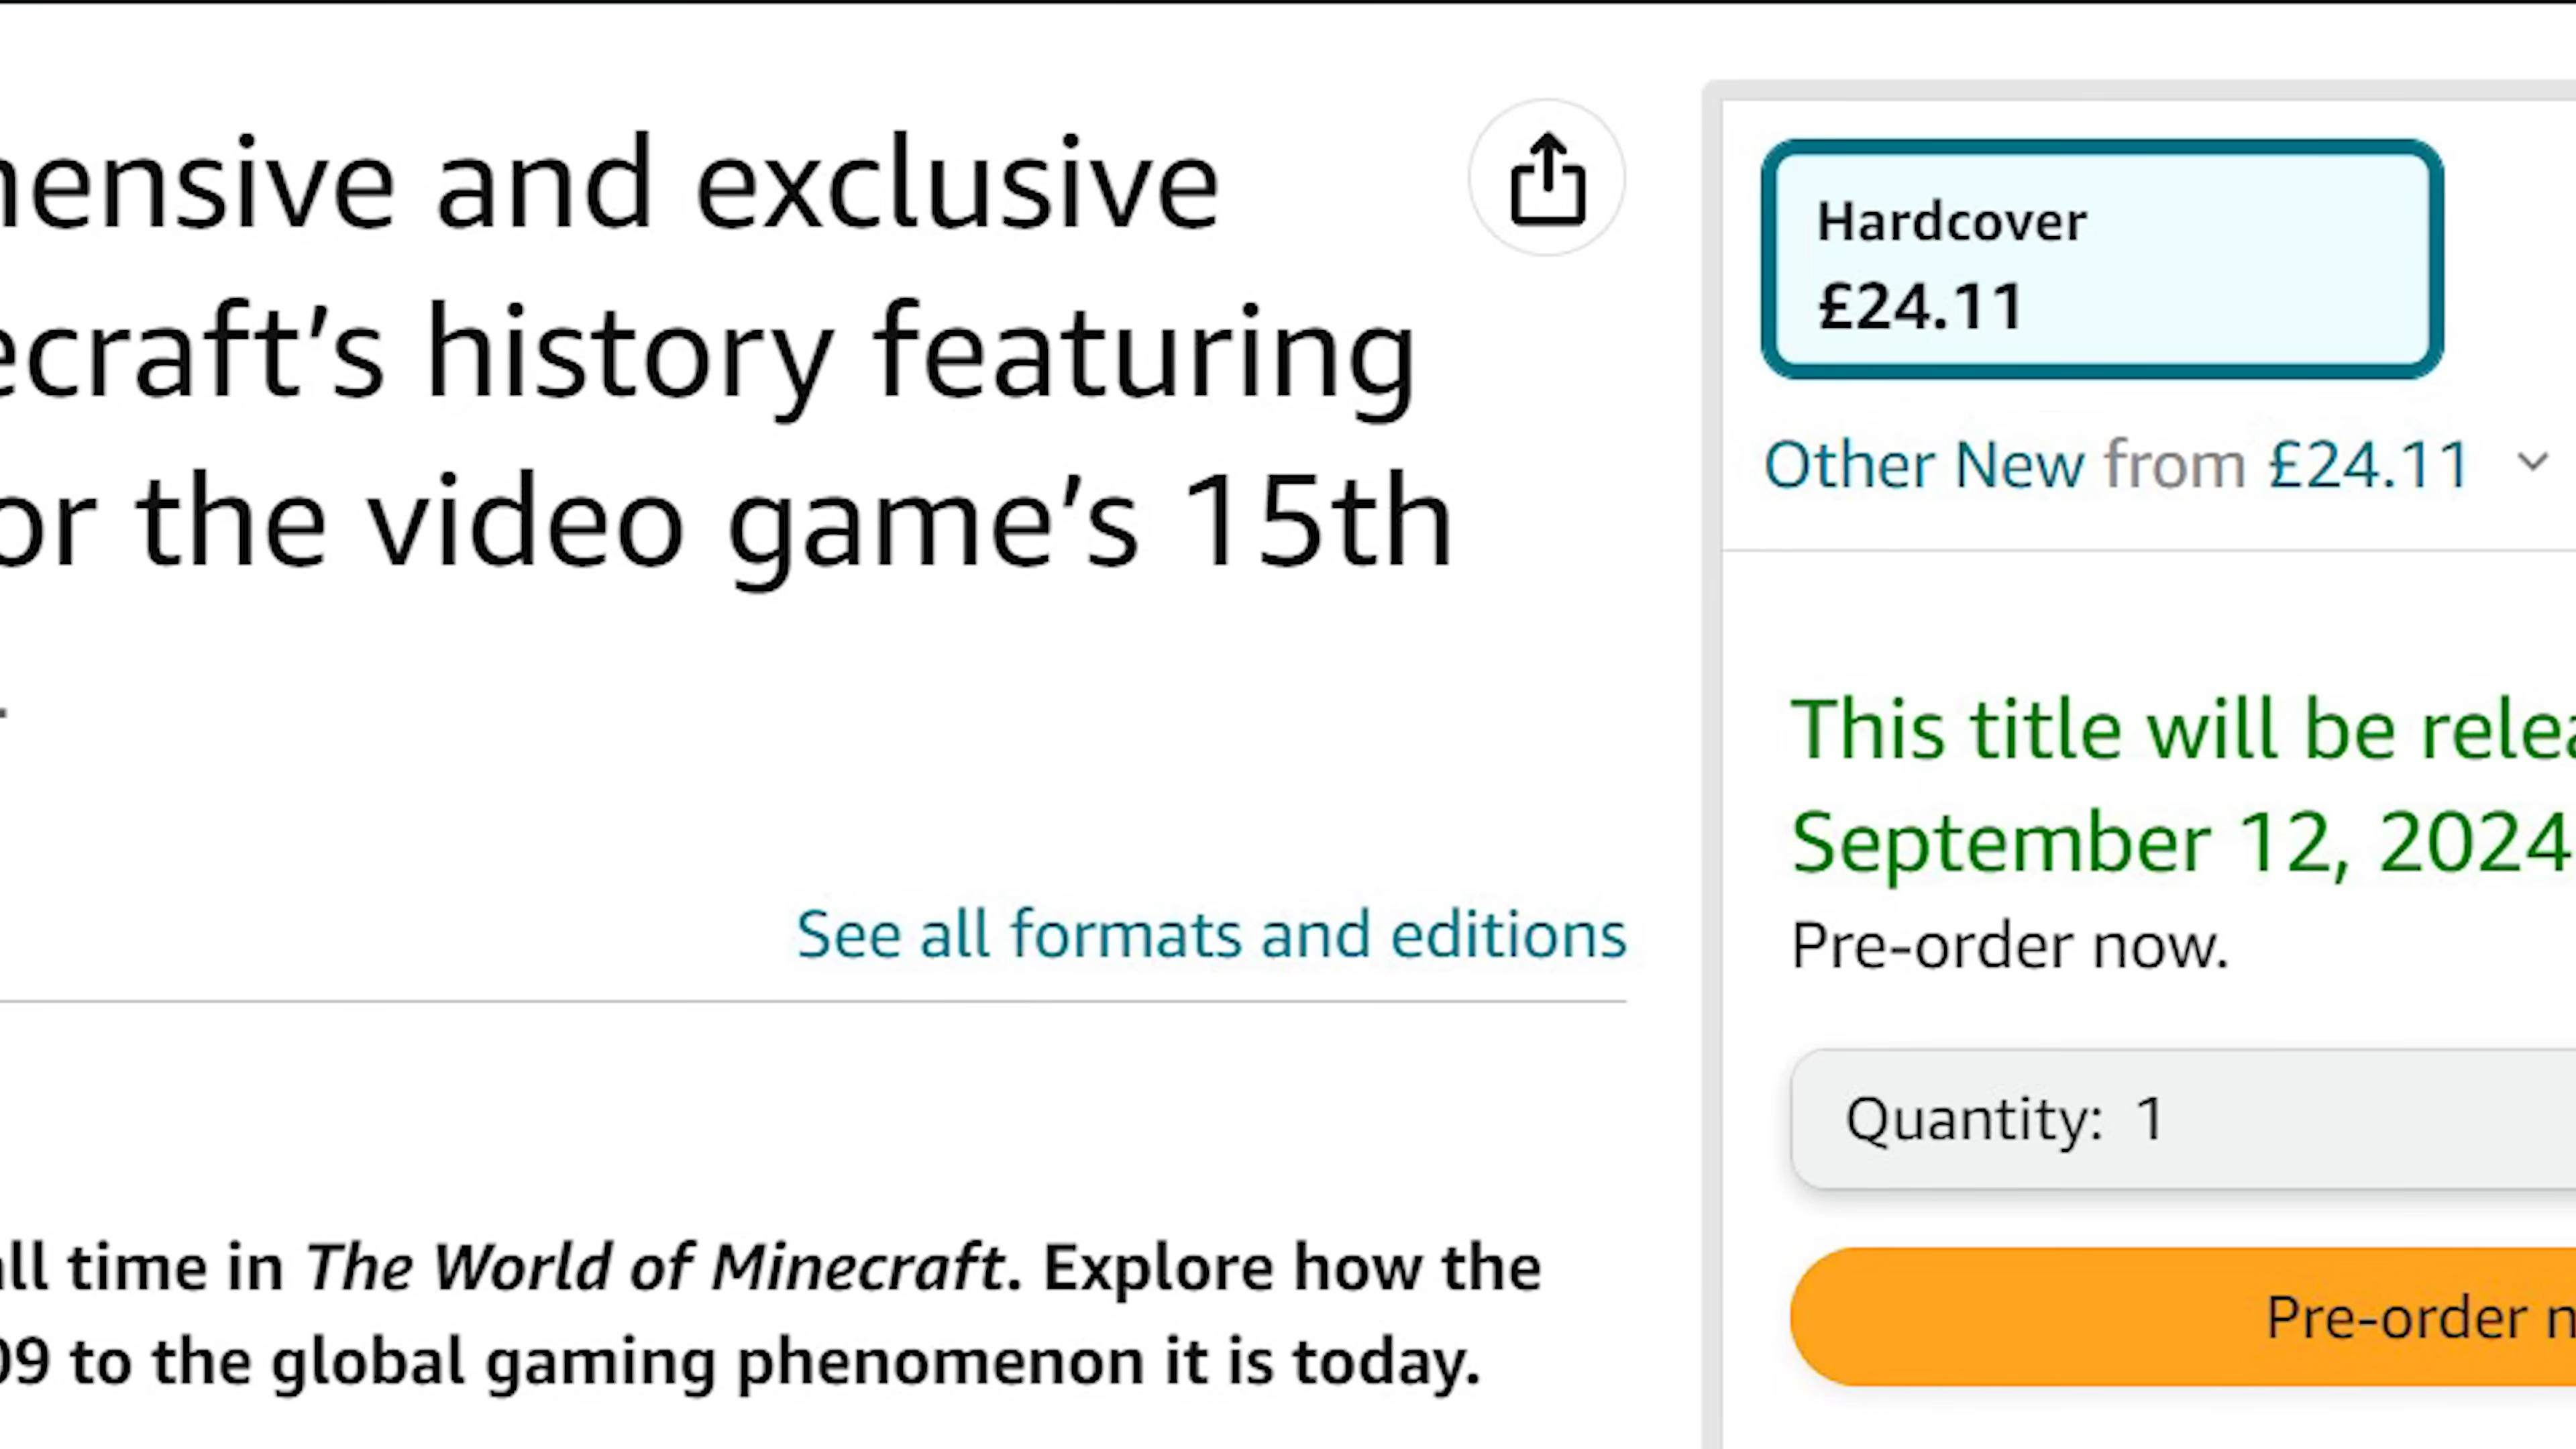 hensive and exclusive
ecraft's history featuring
or the video game's 15th
See all formats and editions
all time in The World of Minecraft. Explore how the
09 to the global gaming phenomenon it is today.
Hardcover
£24.11
Other New from £24.11
This title will be relea
September 12, 2024
Pre-order now.
Quantity: 1
Pre-order n